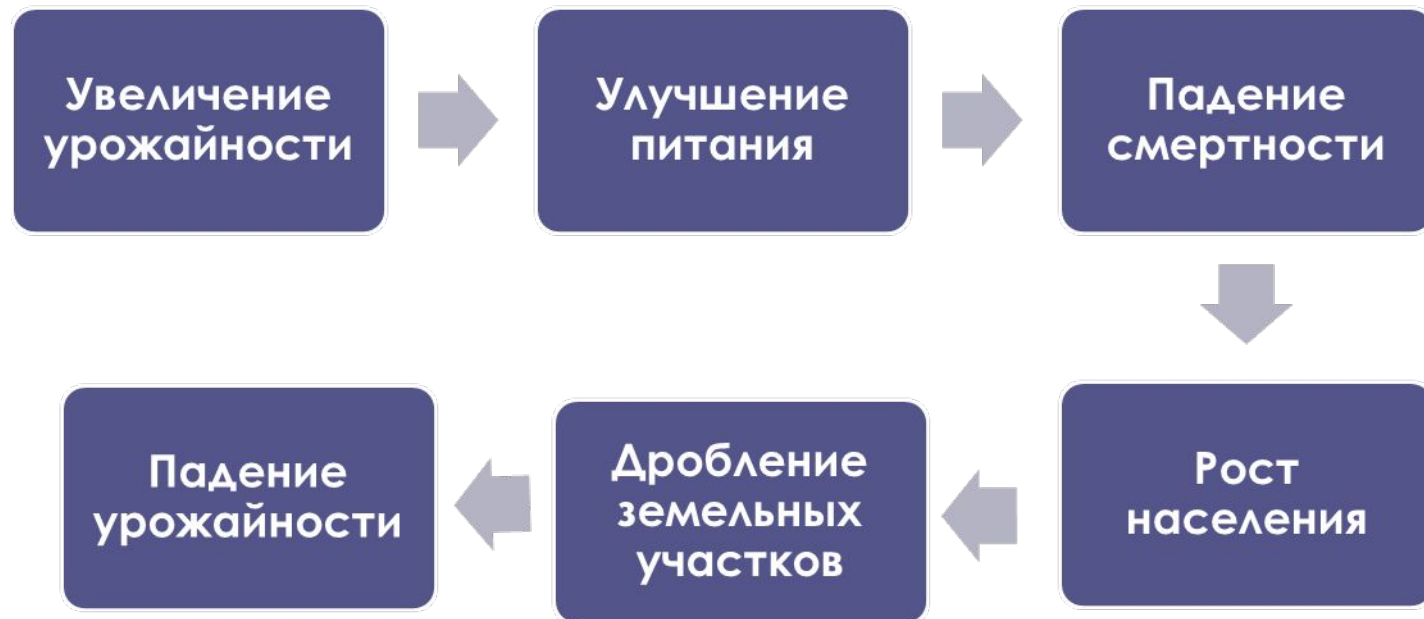 Увеличение
урожайности
Улучшение
питания
Падение
смертности
Рост
населения
Дробление
земельных
участков
Падение
урожайности